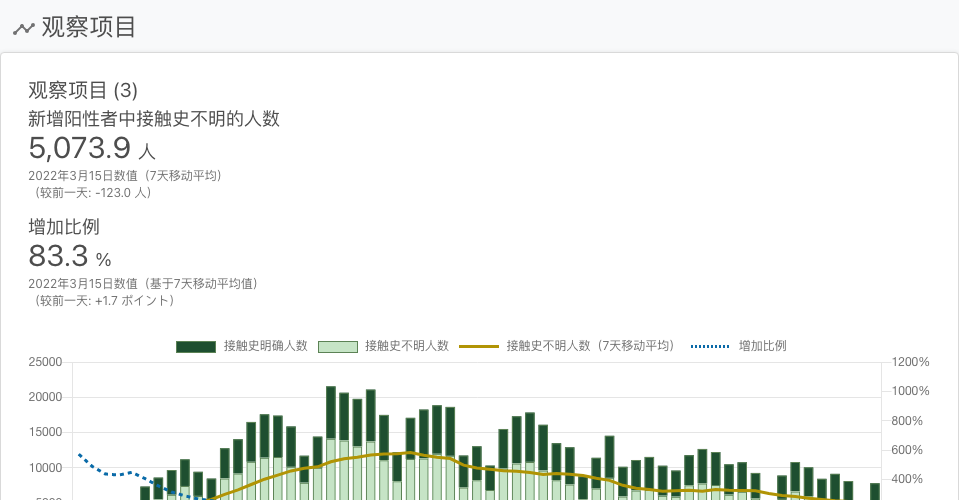 观察项目
观察项目 (3)
新增阳性者中接触史不明的人数
5,073.9 人
2022年3月15日数值（7天移动平均）
（较前一天: -123.0 人）
增加比例
83.3 %
2022年3月15日数值（基于7天移动平均值）
（较前一天: +1.7 ポイント）
接触史明确人数 接触史不明人数 接触史不明人数（7天移动平均） 增加比例
25000 1200%
20000 1000%
15000 800%
10000 600%
400%